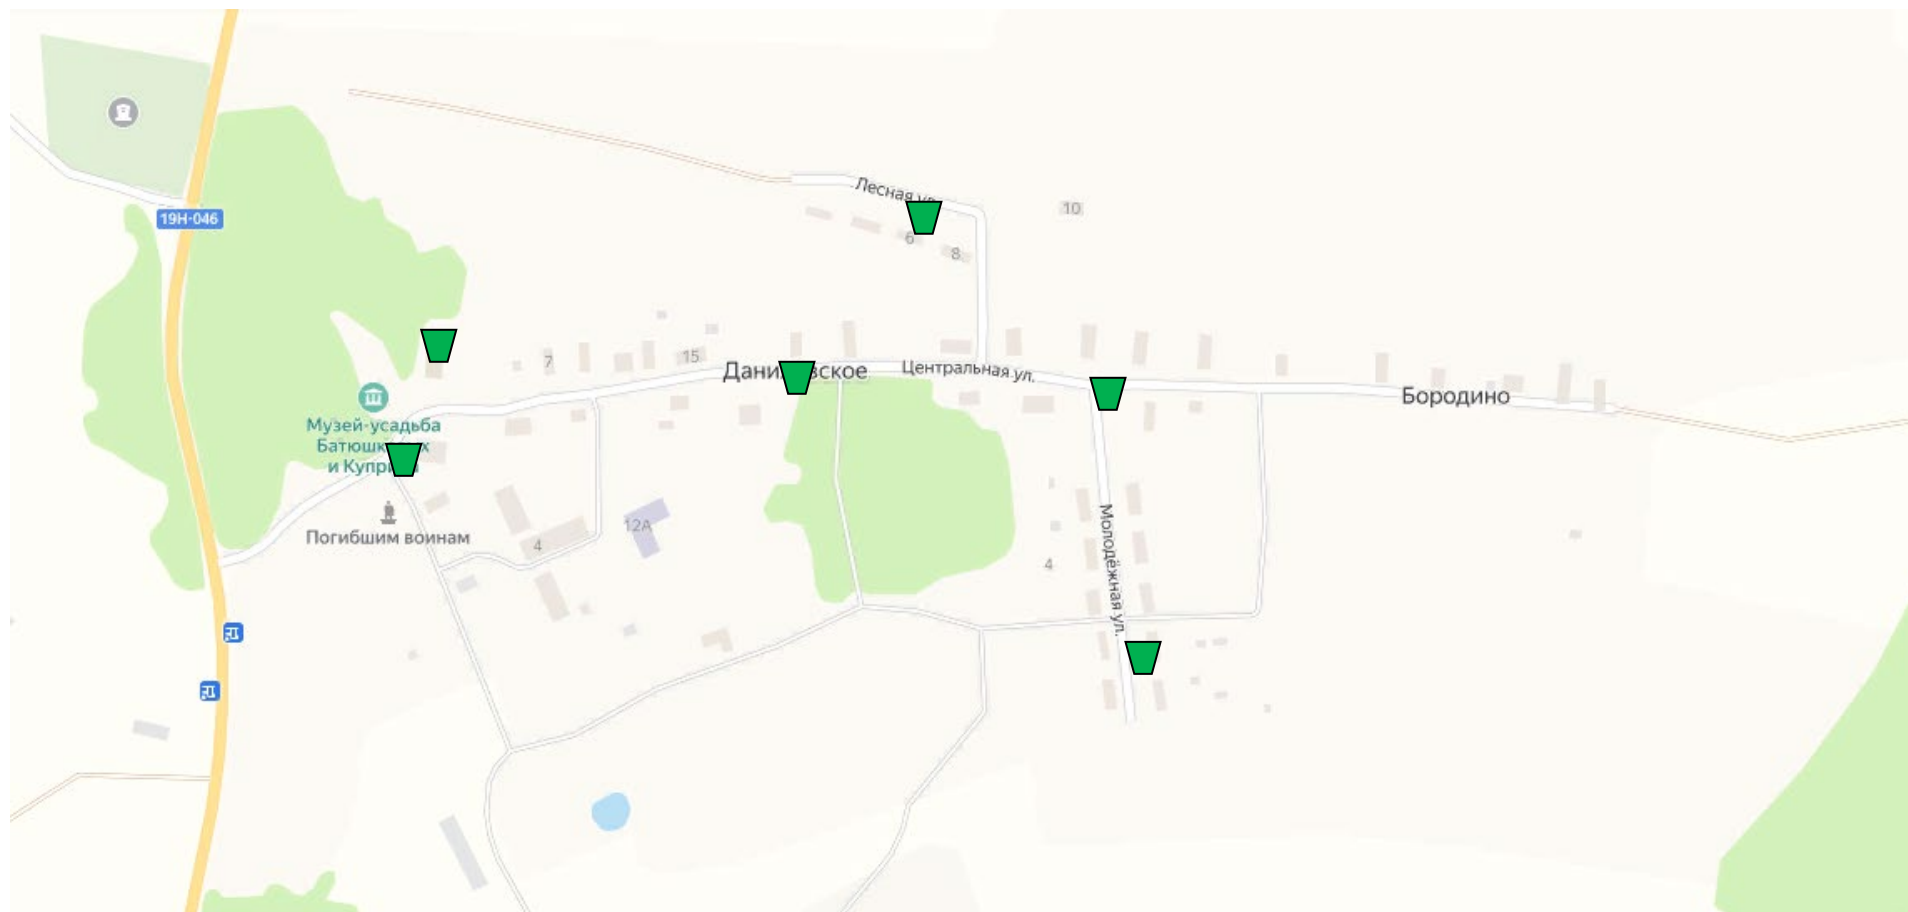 Лесная ул.
10
19Н-046
6
8
7
15
Центральная ул.
Бородино
Музей-усадьба
и
Погибшим воинам
12А
4
4
Молодёжная ул.